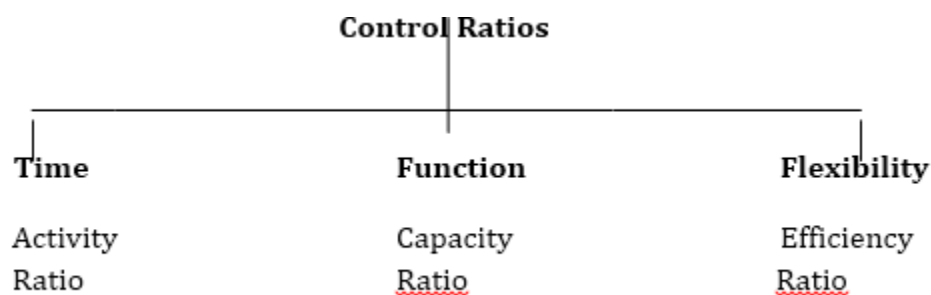 Control Ratios
Time Function Flexibility
Activity Capacity Efficiency
Ratio Ratio Ratio